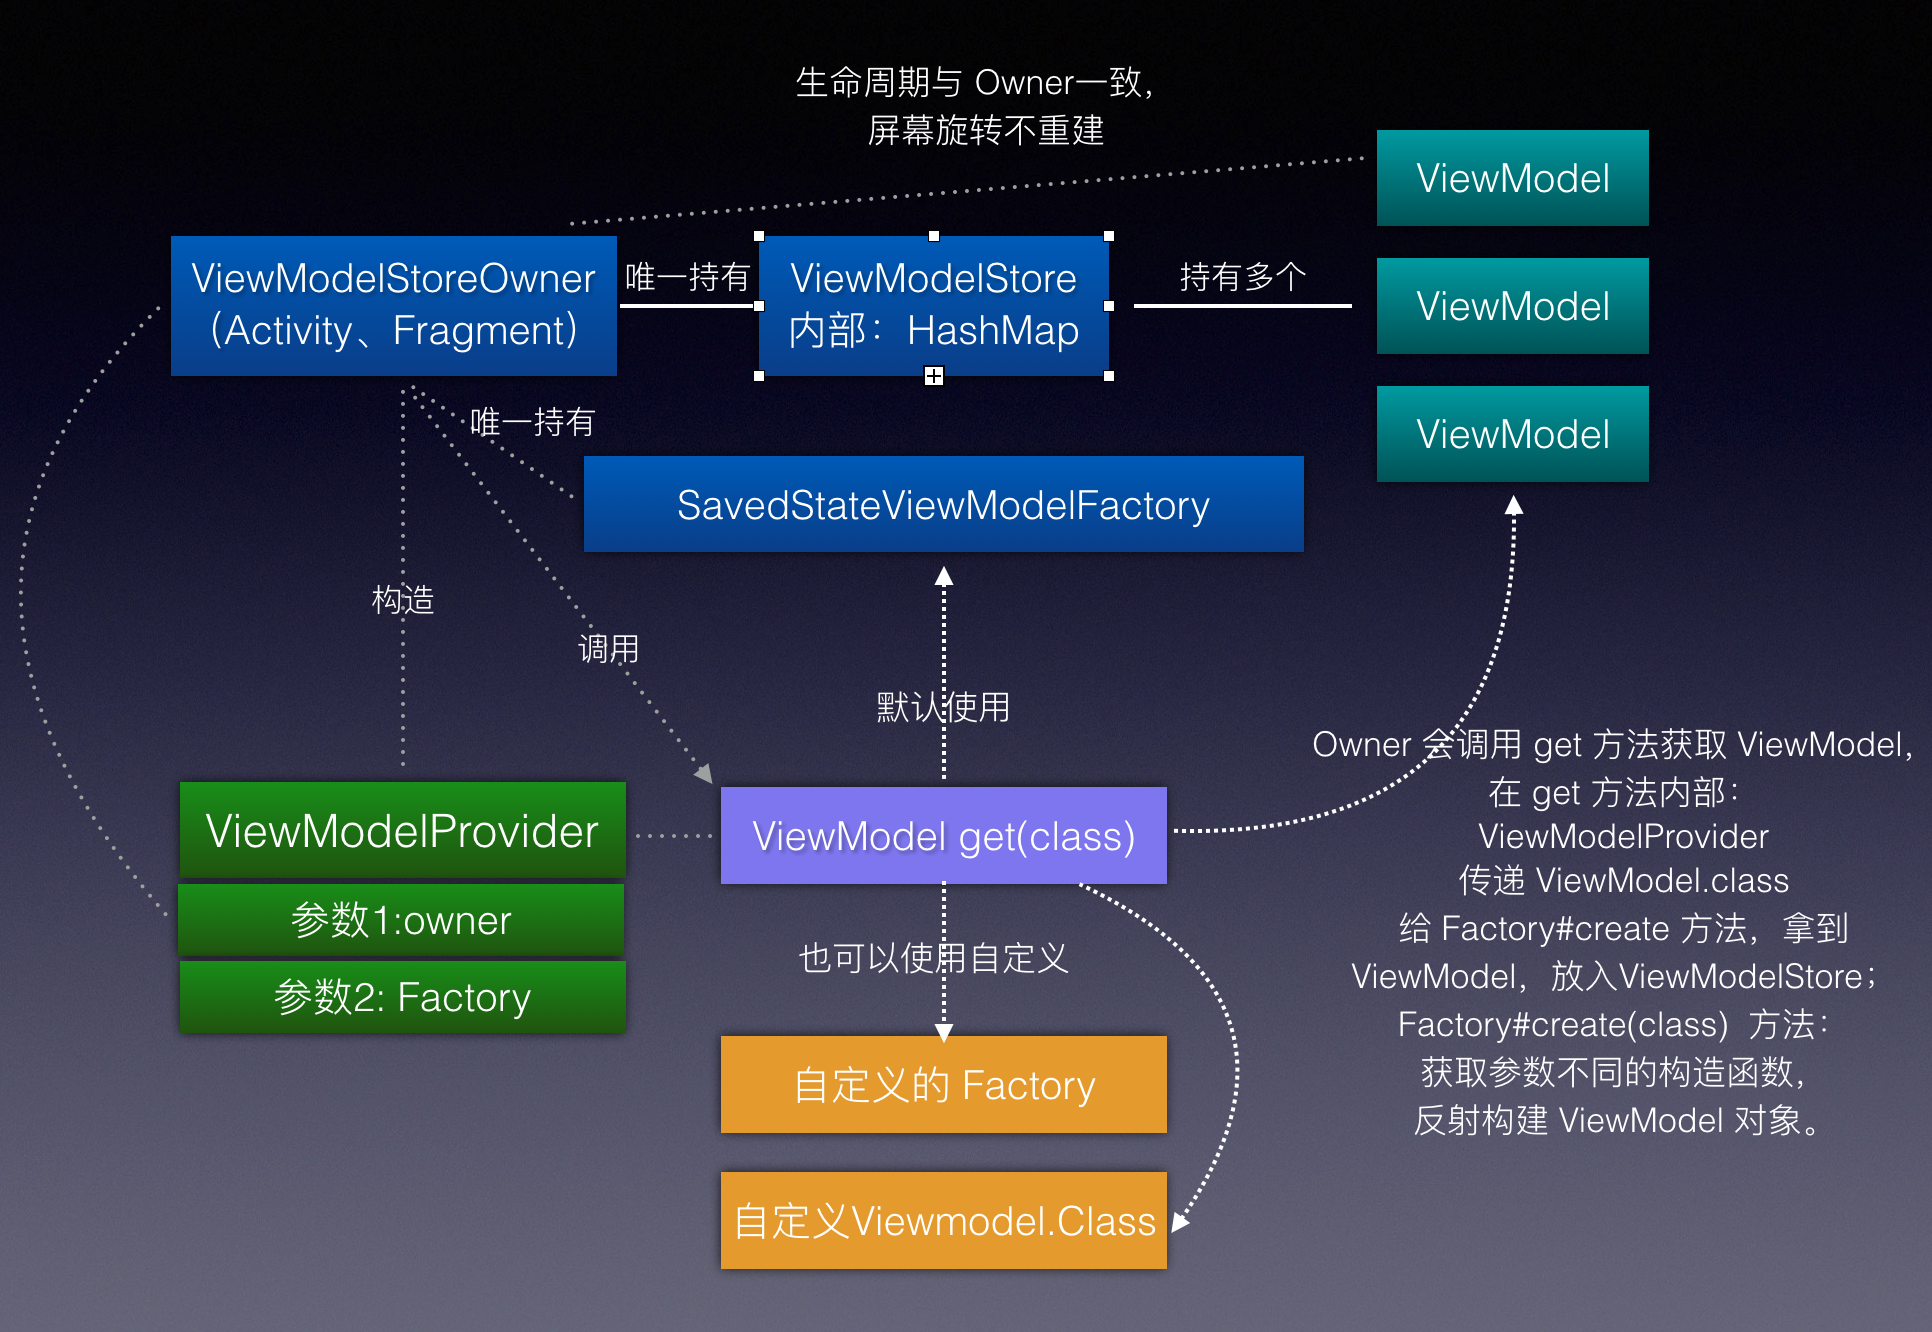 生命周期与 Owner一致，
屏幕旋转不重建
ViewModel
ViewModelStoreOwner
（Activity、Fragment）
唯一持有
ViewModelStore
内部：HashMap
持有多个
ViewModel
唯一持有
ViewModel
SavedStateViewModelFactory
构造
调用
默认使用
ViewModelProvider
参数1:owner
参数2: Factory
ViewModel get(class)
也可以使用自定义
自定义的 Factory
自定义Viewmodel.Class
Owner 会调用 get 方法获取 ViewModel，
在 get 方法内部：
ViewModelProvider
传递 ViewModel.class
给 Factory#create 方法，拿到
ViewModel，放入ViewModelStore；
Factory#create(class) 方法：
获取参数不同的构造函数，
反射构建 ViewModel 对象。